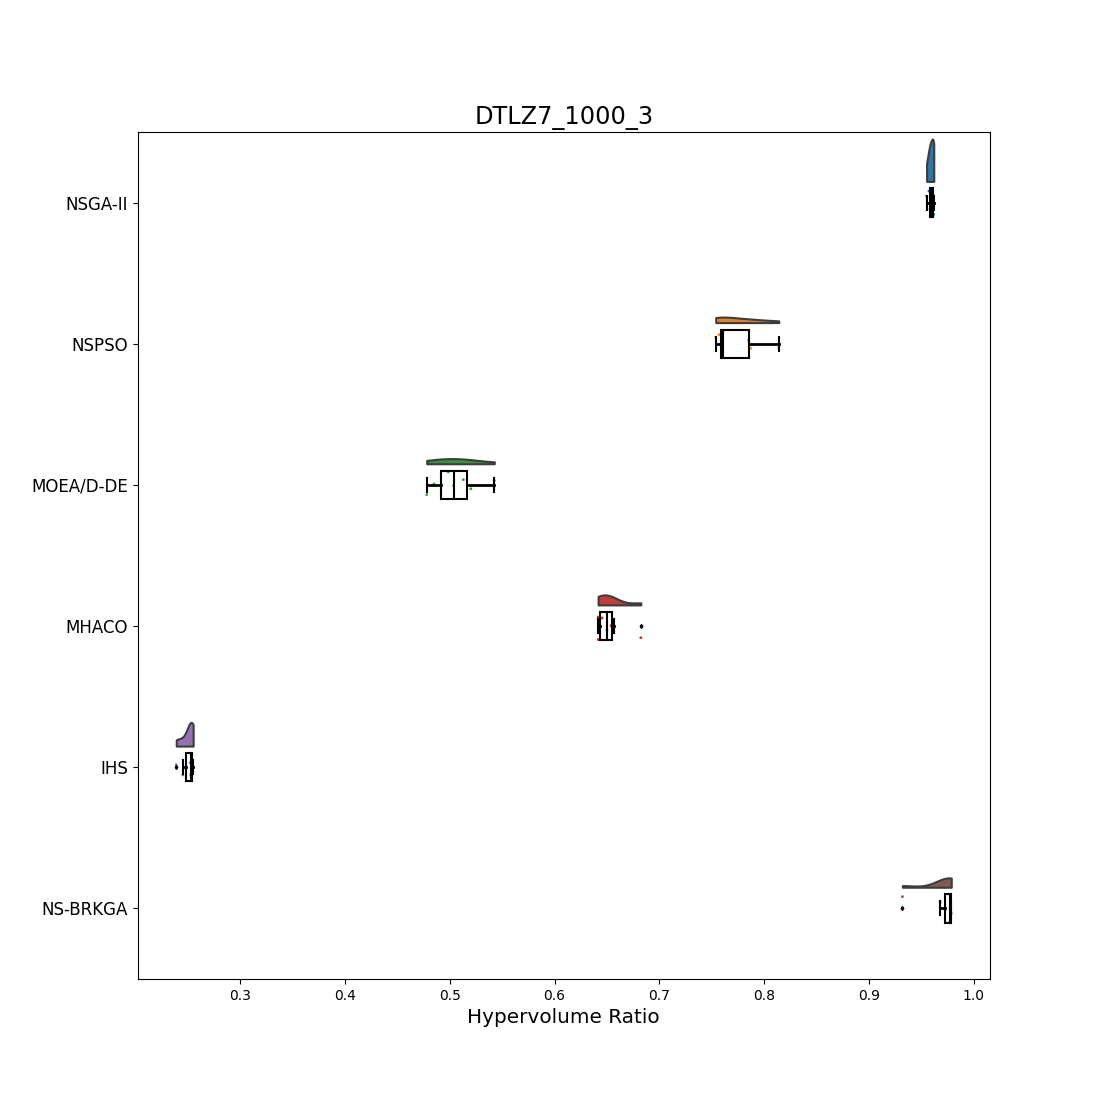 DTLZ7_1000_3
NSGA-II
NSPSO
MOEA/D-DE
MHACO
IHS
NS-BRKGA
0.3 0.4 0.5 0.6 0.7 0.8 0.9 1.0
Hypervolume Ratio